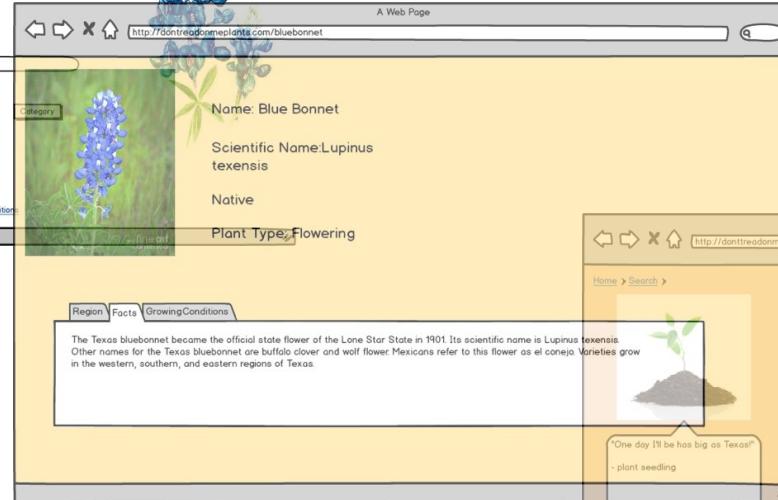 A Web Page
http://dontreadonmeplants.com/bluebonnet
Category
Name: Blue Bonnet
Scientific Name:Lupinus
texensis
Native
Plant Type: Flowering
http://donttreadonm
Home > Search >
Region Facts GrowingConditions
The Texas bluebonnet became the official state flower of the Lone Star State in 1901. Its scientific name is Lupinus texensis.
Other names for the Texas bluebonnet are buffalo clover and wolf flower. Mexicans refer to this flower as el conejo. Varieties grow
in the western, southern, and eastern regions of Texas.
"One day I'll be has big as Texas!"
- plant seedling